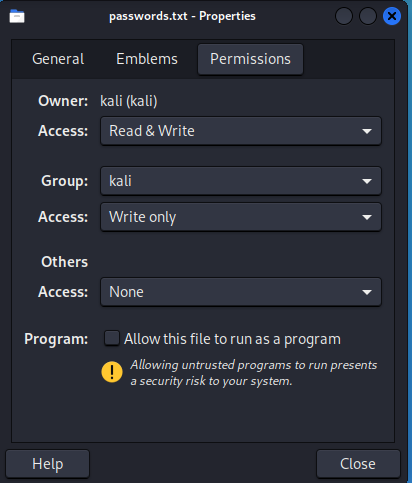 passwords.txt - Properties
General Emblems Permissions
Owner: kali (kali)
Access: Read & Write
Group: kali
Access: Write only
Others
Access: None
Program: Allow this file to run as a program
! Allowing untrusted programs to run presents
a security risk to your system.
Help Close